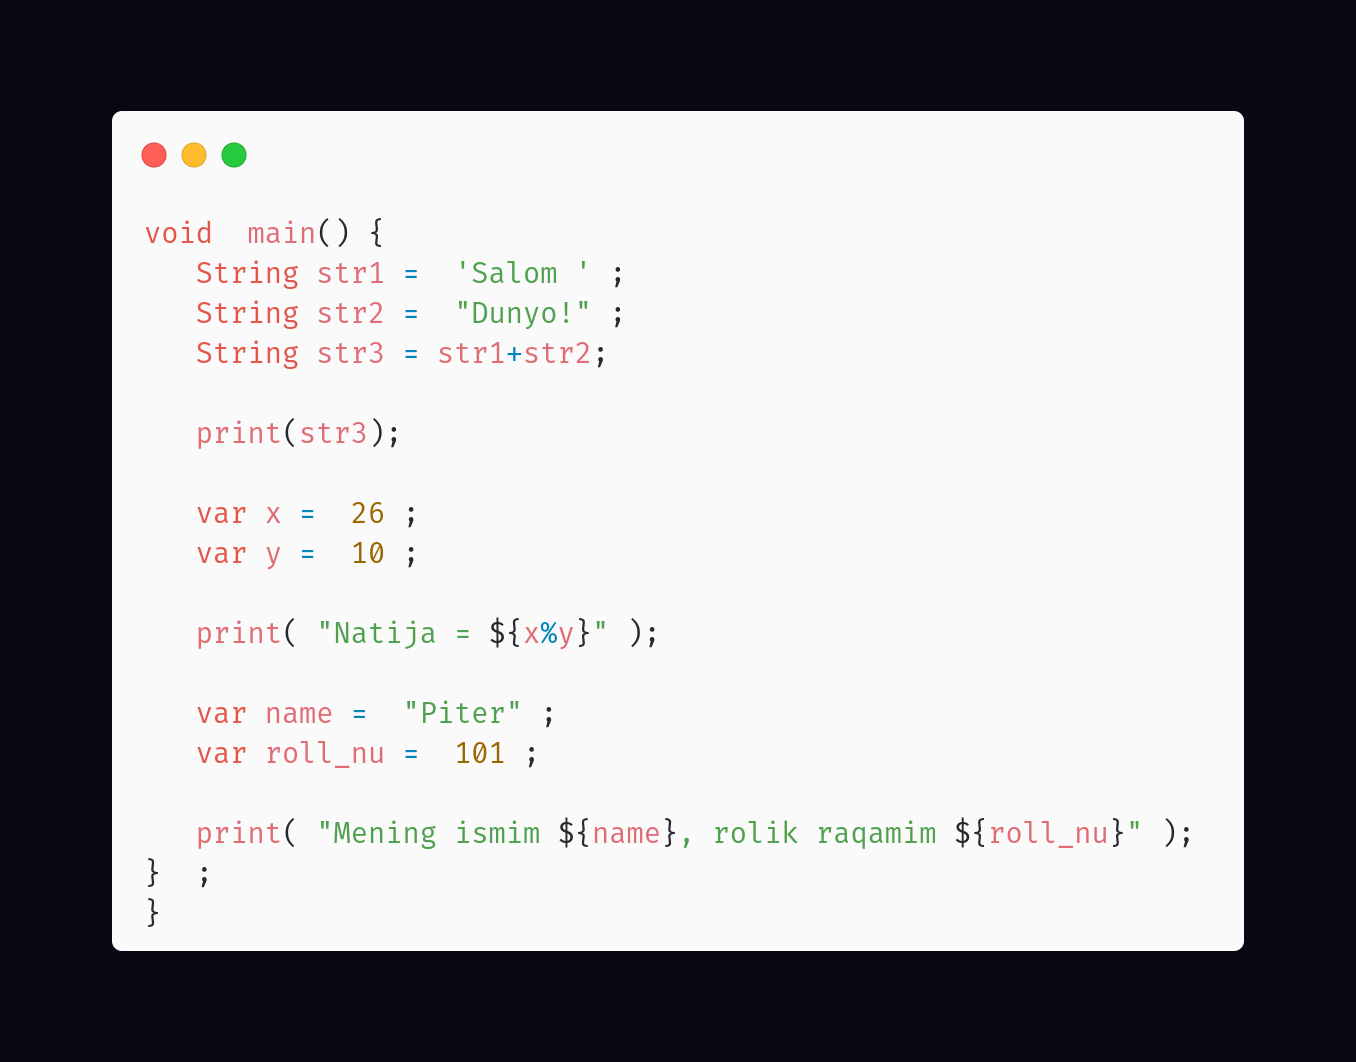 void  main() {
   String str1 =  'Salom ' ;
   String str2 =  "Dunyo!" ;
   String str3 = str1+str2;

   print(str3);

   var x =  26 ;
   var y =  10 ;

   print( "Natija = ${x%y}" );

   var name =  "Piter" ;
   var roll_nu =  101 ;

   print( "Mening ismim ${name}, rolik raqamim ${roll_nu}" );
}  ;
}